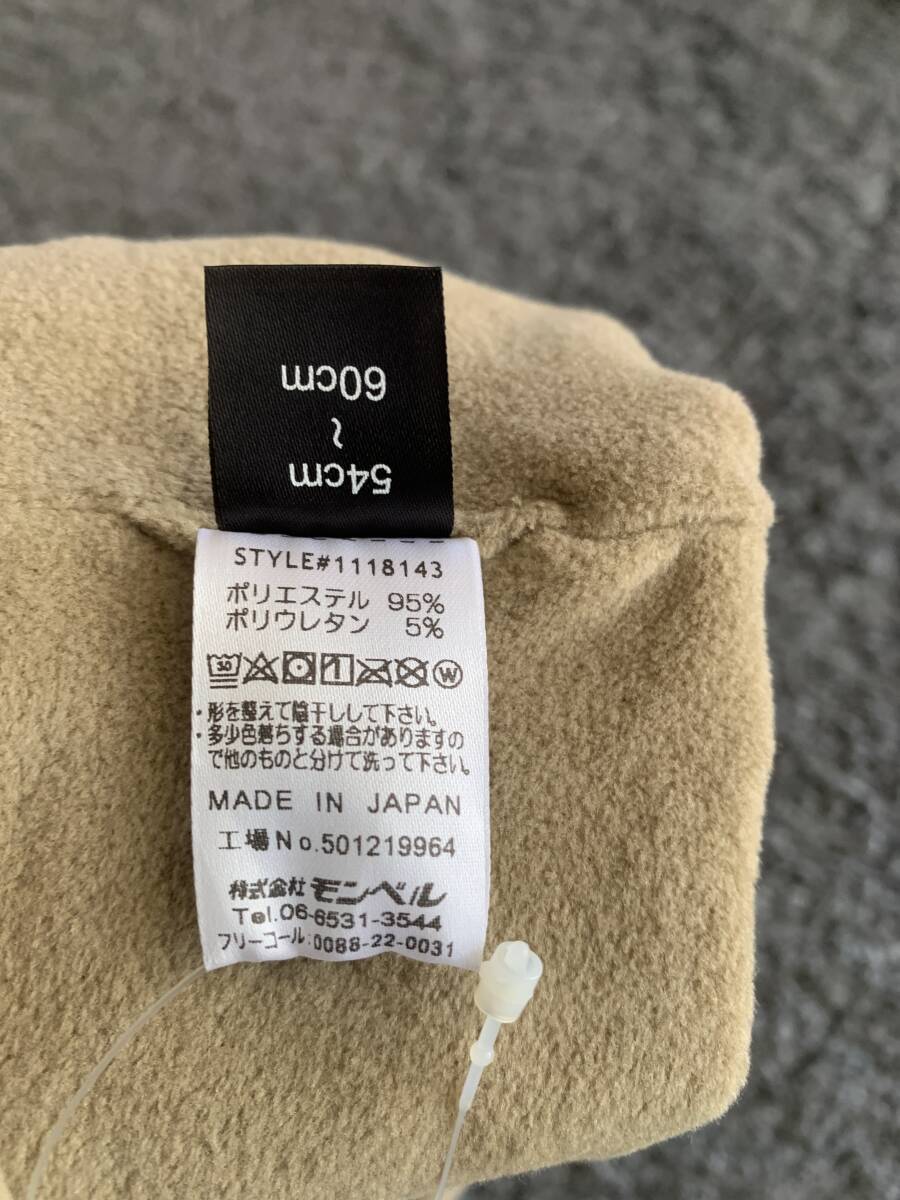 54cm
~
60cm
STYLE#1118143
ポリエステル 95%
ポリウレタン 5%
30 1 W
・形を整えて陰干しして下さい。
・多少色落ちする場合がありますの
で他のものと分けて洗って下さい。
MADE IN JAPAN
工場No.501219964
株式会社 モンベル
Tel.06-6531-3544
フリーコール:0088-22-0031